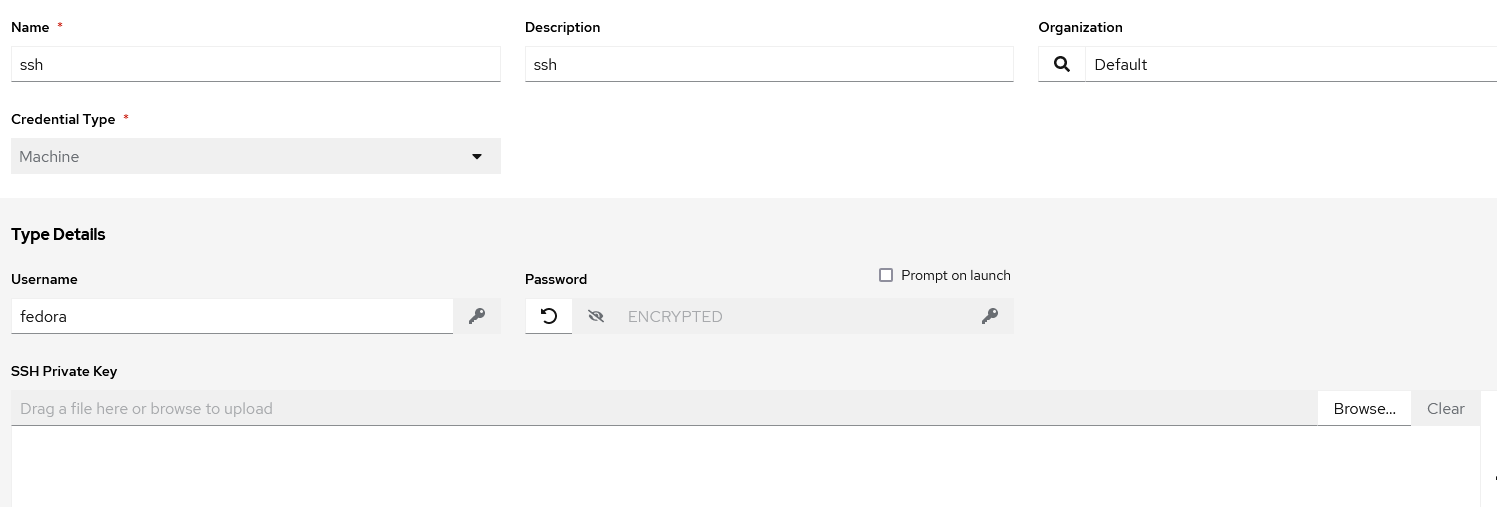 Name * Description Organization
ssh ssh Default
Credential Type *
Machine
Type Details
Username Password Prompt on launch
fedora ENCRYPTED
SSH Private Key
Drag a file here or browse to upload Browse... Clear